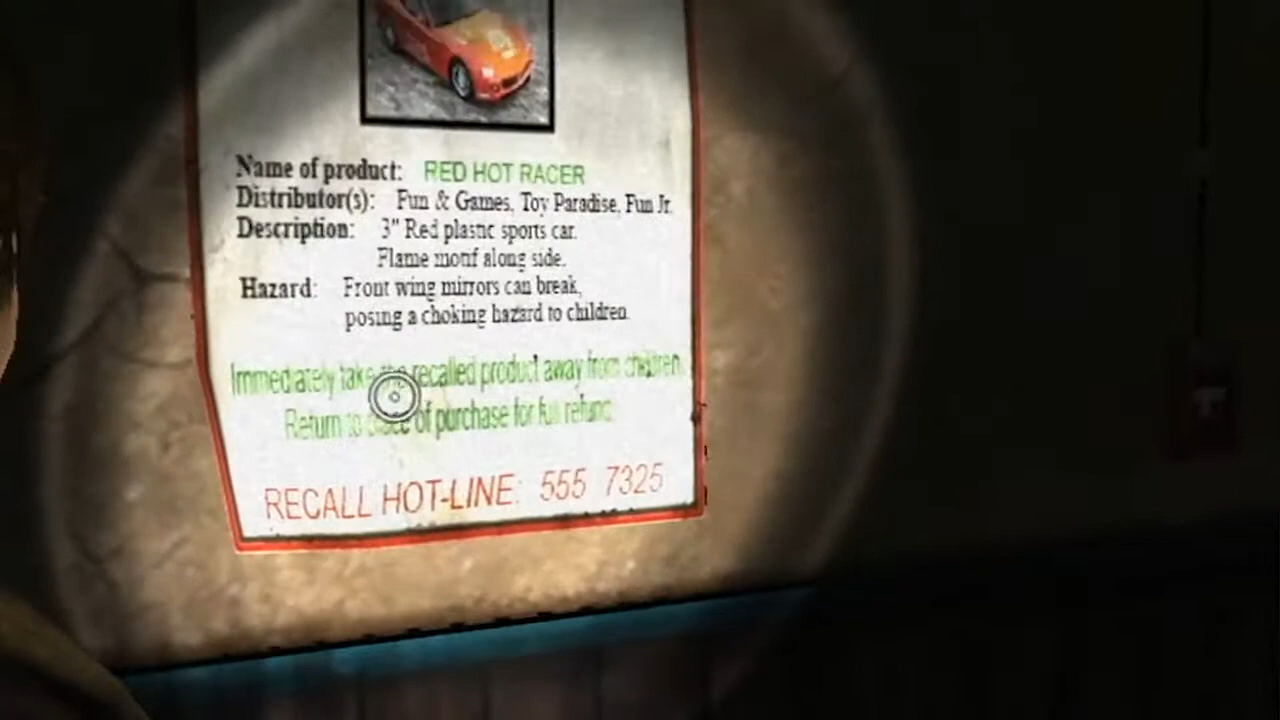 Name of product: RED HOT RACER
Distributor(s): Fun & Games, Toy Paradise, Fun Jr.
Description: 3" Red plastic sports car.
Flame motif along side.
Hazard: Front wing mirrors can break,
posing a choking hazard to children.
Immediately take the recalled product away from children.
Return to place of purchase for full refund.
RECALL HOT-LINE: 555 7325